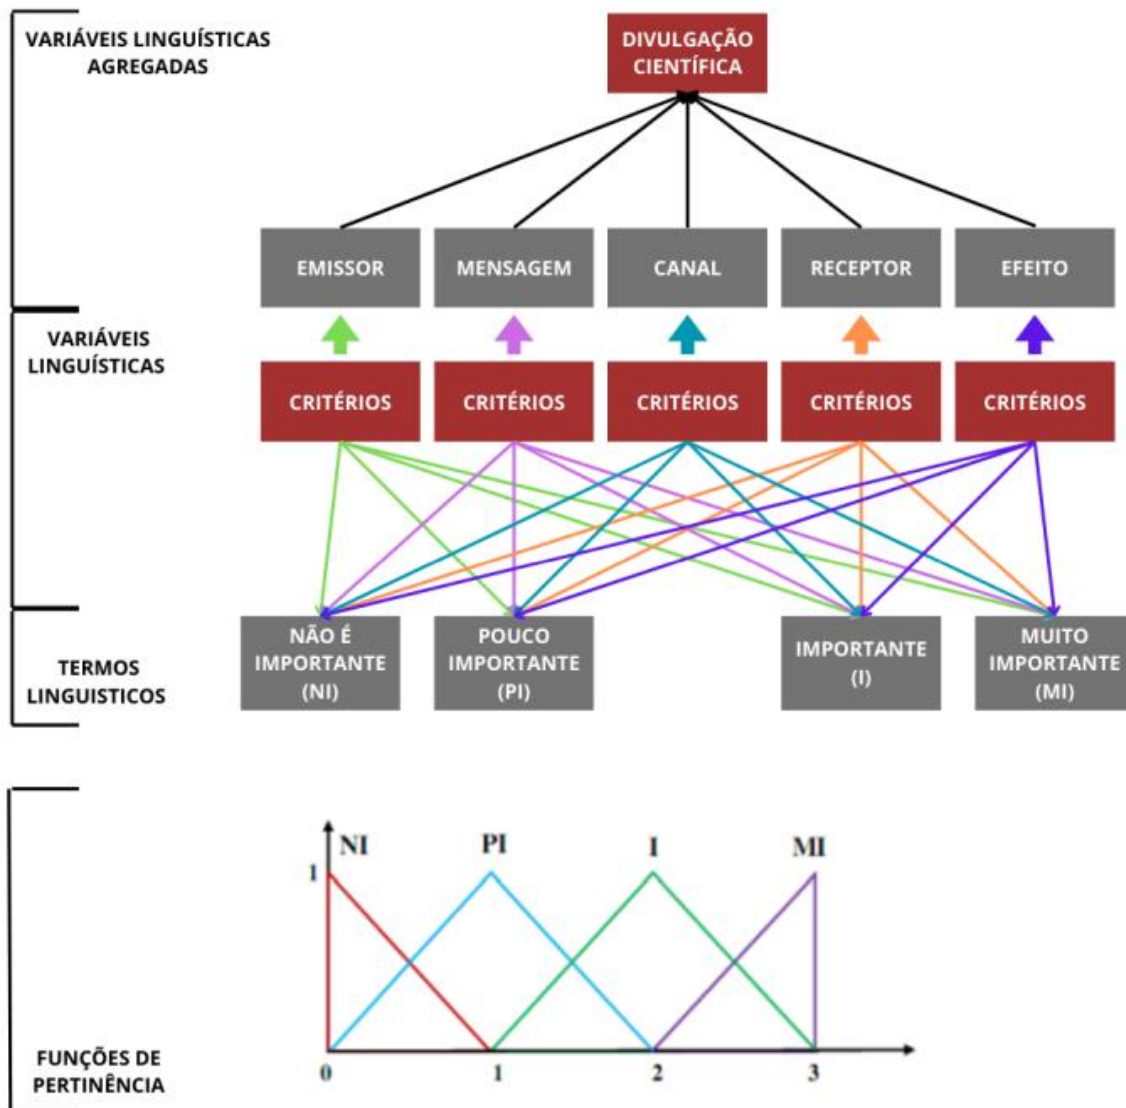 VARIÁVEIS LINGUÍSTICAS
AGREGADAS
DIVULGAÇÃO
CIENTÍFICA
EMISSOR
MENSAGEM
CANAL
RECEPTOR
EFEITO
VARIÁVEIS
LINGUÍSTICAS
CRITÉRIOS
CRITÉRIOS
CRITÉRIOS
CRITÉRIOS
CRITÉRIOS
TERMOS
LINGUISTICOS
NÃO É
IMPORTANTE
(NI)
POUCO
IMPORTANTE
(PI)
IMPORTANTE
(I)
MUITO
IMPORTANTE
(MI)
NI
PI
I
MI
1
0
1
2
3
FUNÇÕES DE
PERTINÊNCIA